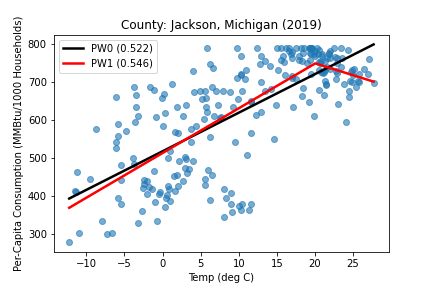 County: Jackson, Michigan (2019)
PW0 (0.522)
PW1 (0.546)
Per-Capita Consumption (MMBtu/1000 Households)
800
700
600
500
400
300
−10 −5 0 5 10 15 20 25
Temp (deg C)